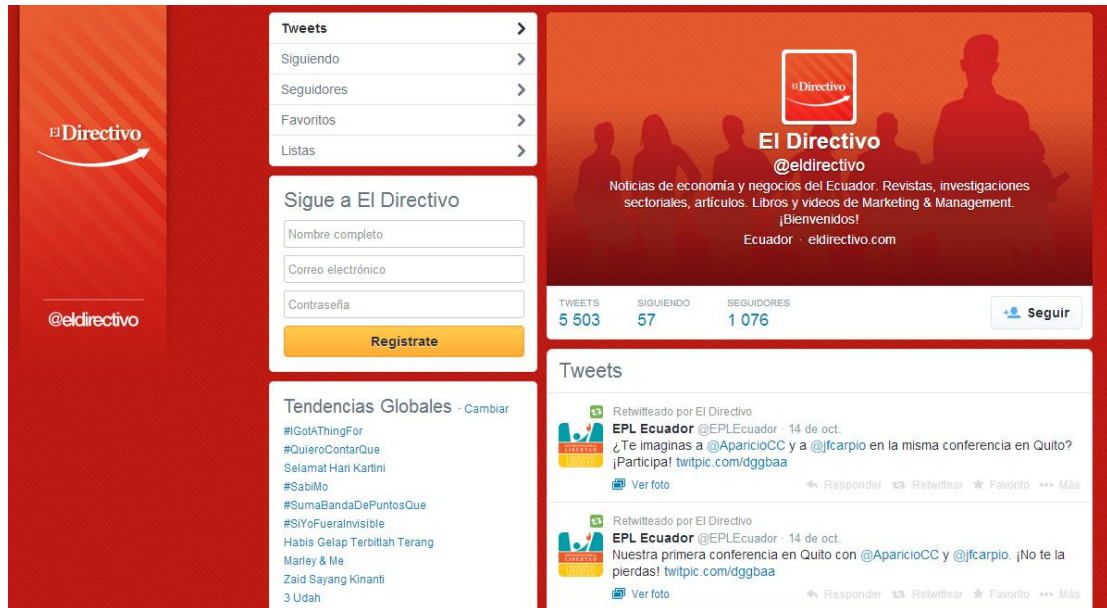 El Directivo
@eldirectivo
Tweets
Siguiendo
Seguidores
Favoritos
Listas
Sigue a El Directivo
Nombre completo
Correo electrónico
Contraseña
Regístrate
Tendencias Globales · Cambiar
#IGotAThingFor
#QuieroContarQue
Selamat Hari Kartini
#SabiMo
#SumaBandaDePuntosQue
#SiYoFueraInvisible
Habis Gelap Terbitlah Terang
Marley & Me
Zaid Sayang Kinanti
3 Udah
El Directivo
El Directivo
@eldirectivo
Noticias de economía y negocios del Ecuador. Revistas, investigaciones
sectoriales, artículos. Libros y videos de Marketing & Management.
¡Bienvenidos!
Ecuador · eldirectivo.com
TWEETS SIGUIENDO SEGUIDORES
5 503 57 1 076
Seguir
Tweets
Retwitteado por El Directivo
EPL Ecuador @EPLEcuador · 14 de oct.
¿Te imaginas a @AparicioCC y a @jfcarpio en la misma conferencia en Quito?
¡Participa! twitpic.com/dggbaa
Ver foto Responder Retwittear Favorito Más
Retwitteado por El Directivo
EPL Ecuador @EPLEcuador · 14 de oct.
Nuestra primera conferencia en Quito con @AparicioCC y @jfcarpio. ¡No te la
pierdas! twitpic.com/dggbaa
Ver foto Responder Retwittear Favorito Más